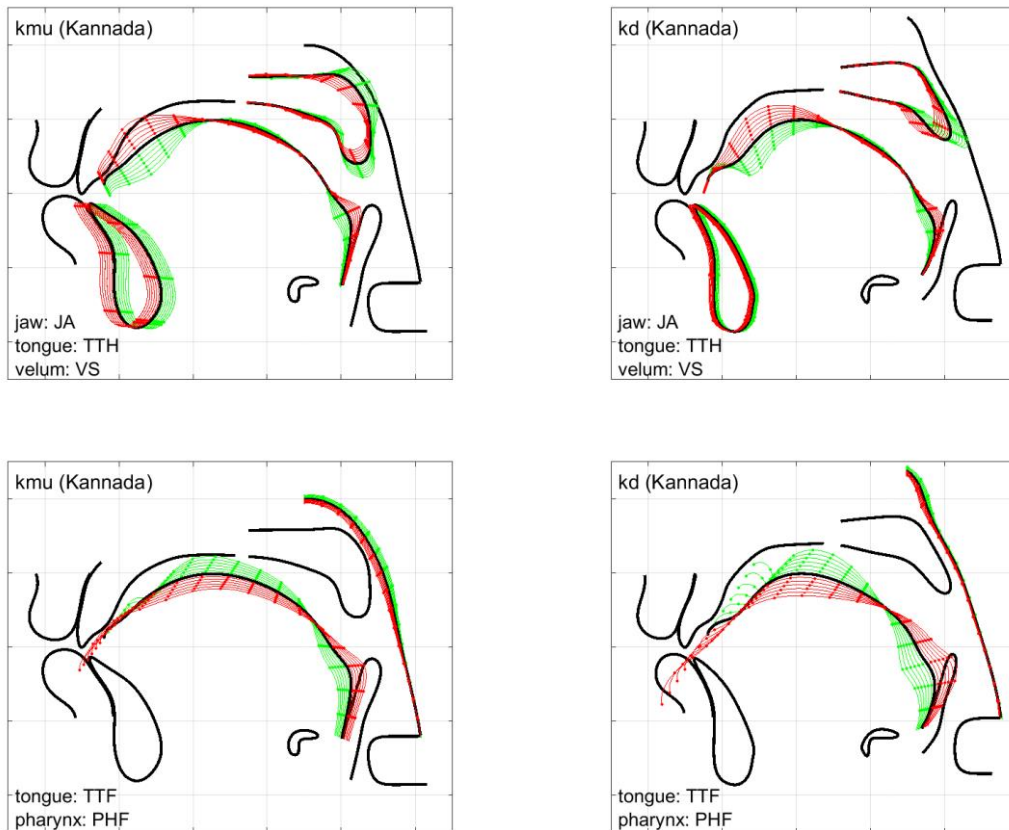 kmu (Kannada)
jaw: JA
tongue: TTH
velum: VS
kd (Kannada)
jaw: JA
tongue: TTH
velum: VS
kmu (Kannada)
tongue: TTF
pharynx: PHF
kd (Kannada)
tongue: TTF
pharynx: PHF